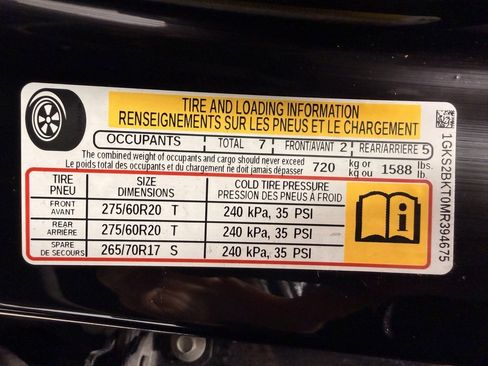 TIRE AND LOADING INFORMATION
RENSEIGNEMENTS SUR LES PNEUS ET LE CHARGEMENT
OCCUPANTS TOTAL 7 FRONT/AVANT 2 REAR/ARRIERE 5
The combined weight of occupants and cargo should never exceed
Le poids total des occupants et du chargement ne doit jamais dépasser
720 kg or kg ou 1588 lbs. lb.
TIRE PNEU SIZE DIMENSIONS COLD TIRE PRESSURE PRESSION DES PNEUS À FROID
FRONT AVANT 275/60R20 T 240 kPa, 35 PSI
REAR ARRIÈRE 275/60R20 T 240 kPa, 35 PSI
SPARE DE SECOURS 265/70R17 S 240 kPa, 35 PSI
1GKS2BKT0MR394675